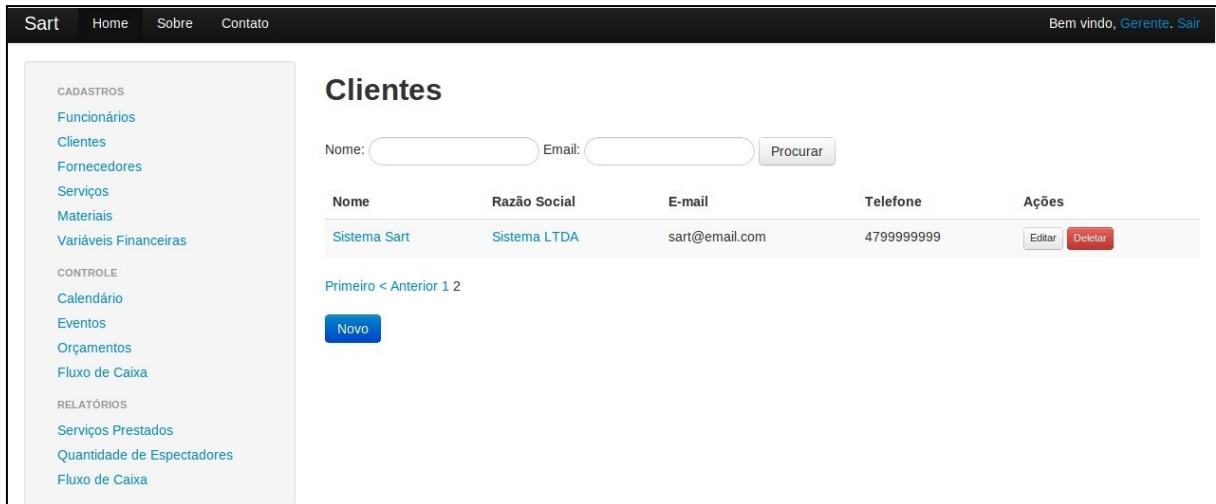 Sart Home Sobre Contato Bem vindo, Gerente. Sair
CADASTROS
Funcionários
Clientes
Fornecedores
Serviços
Materiais
Variáveis Financeiras
CONTROLE
Calendário
Eventos
Orçamentos
Fluxo de Caixa
RELATÓRIOS
Serviços Prestados
Quantidade de Espectadores
Fluxo de Caixa
Clientes
Nome: Email: Procurar
Nome Razão Social E-mail Telefone Ações
Sistema Sart Sistema LTDA sart@email.com 4799999999 Editar Deletar
Primeiro < Anterior 1 2
Novo